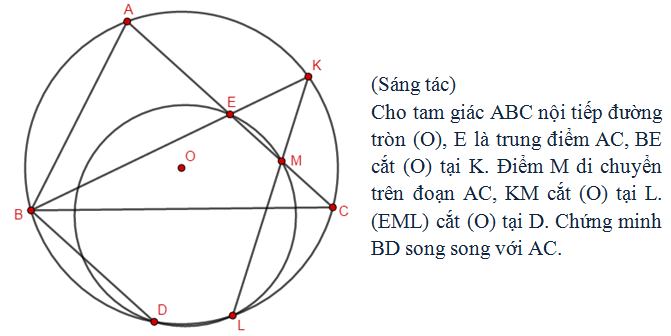 A
K
(Sáng tác)
E
Cho tam giác ABC nội tiếp đường
tròn (O), E là trung điểm AC, BE
O
M
cắt (O) tại K. Điểm M di chuyển
trên đoạn AC, KM cắt (O) tại L.
B
C
(EML) cắt (O) tại D. Chứng minh
BD song song với AC.
D
L